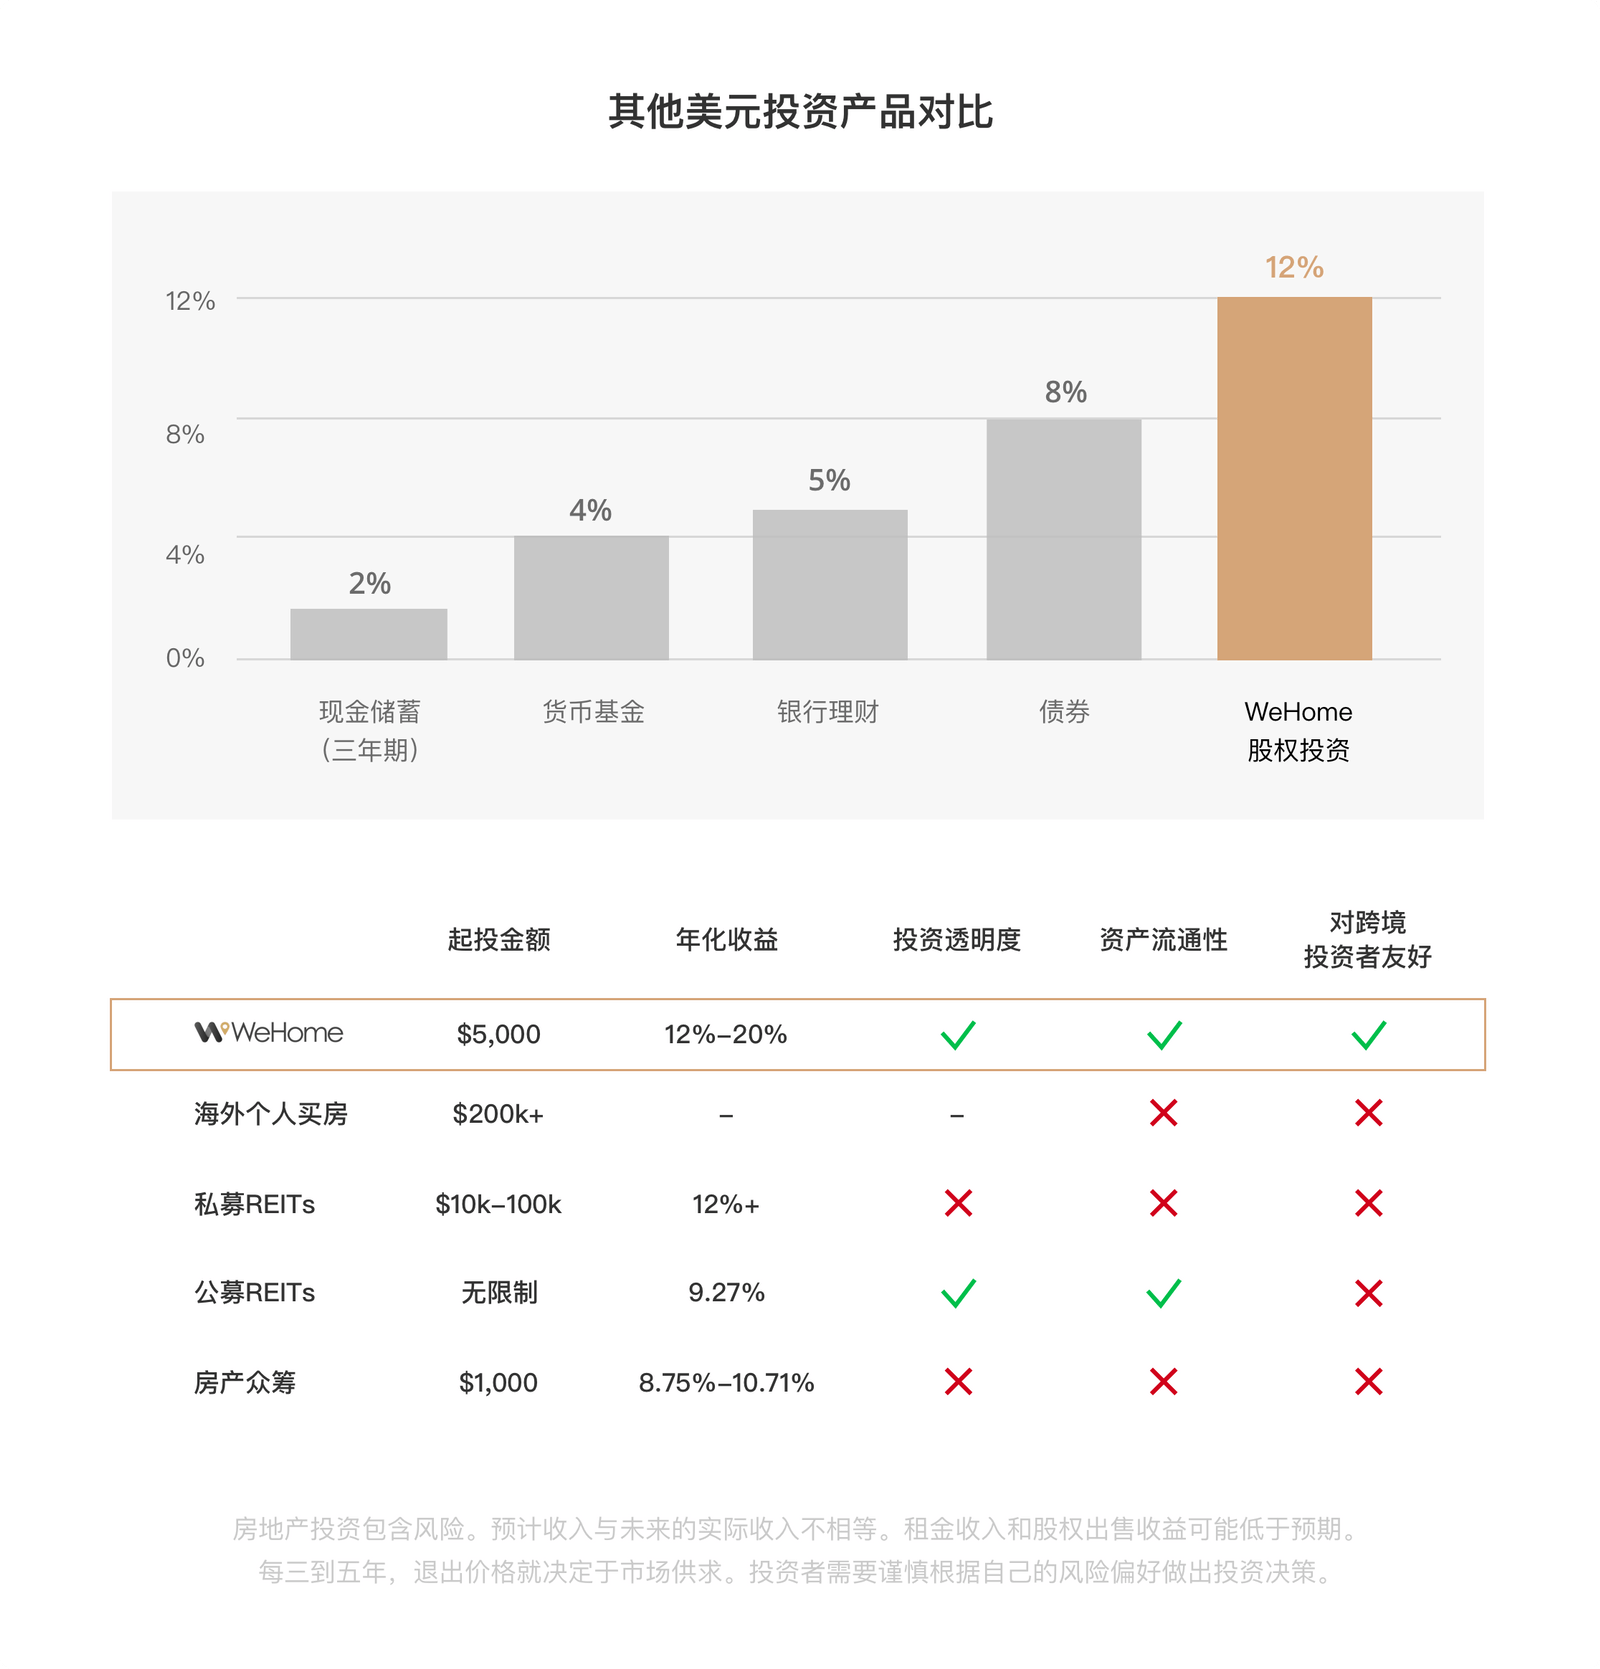 其他美元投资产品对比
12%
12%
8%
8%
5%
4%
4%
2%
0%
现金储蓄 货币基金 银行理财 债券 WeHome
（三年期） 股权投资
起投金额 年化收益 投资透明度 资产流通性 对跨境
投资者友好
WeHome $5,000 12%–20%
海外个人买房 $200k+ – –
私募REITs $10k–100k 12%+
公募REITs 无限制 9.27%
房产众筹 $1,000 8.75%–10.71%
房地产投资包含风险。预计收入与未来的实际收入不相等。租金收入和股权出售收益可能低于预期。
每三到五年，退出价格就决定于市场供求。投资者需要谨慎根据自己的风险偏好做出投资决策。